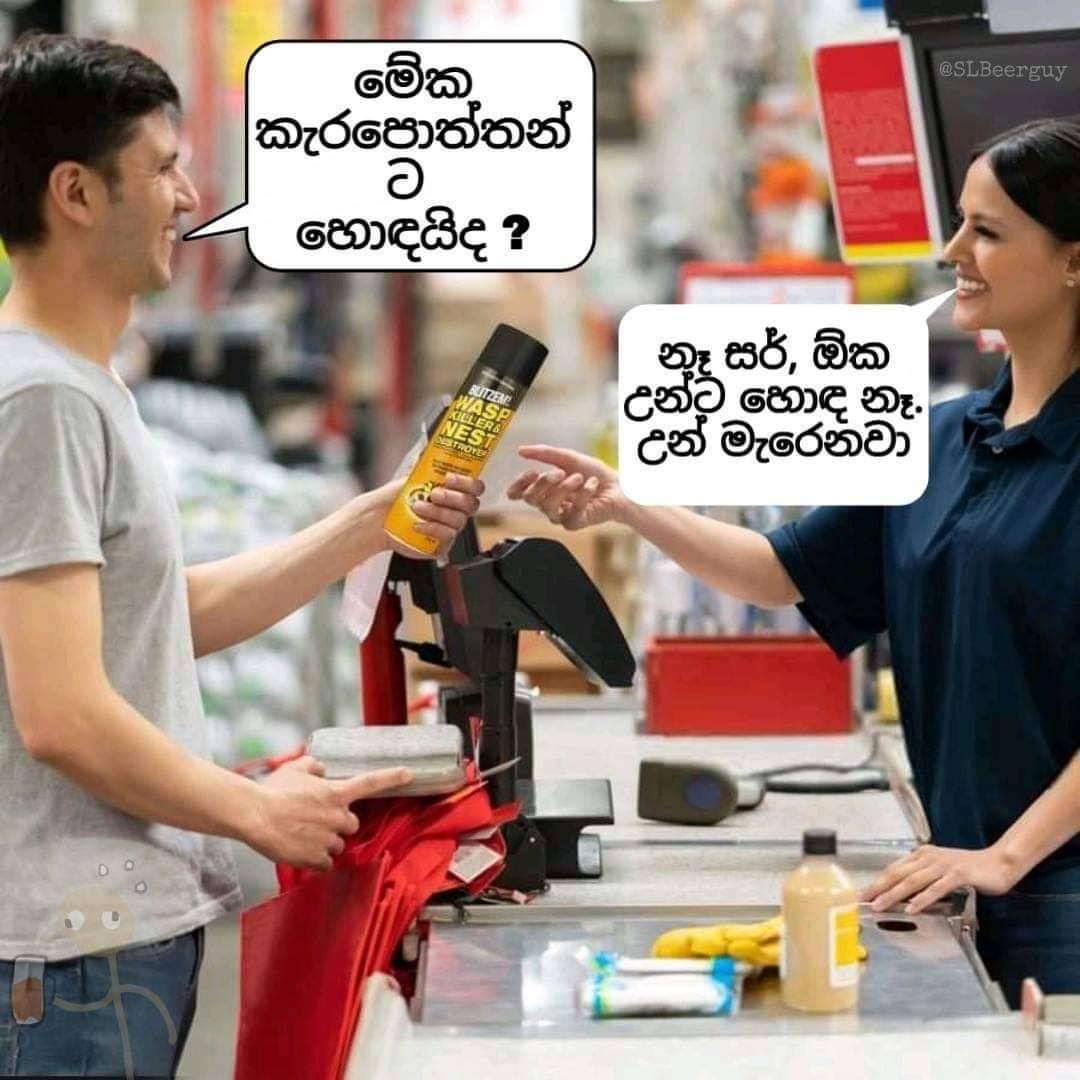 @SLBeerguy
මේක
කැරපොත්තන්
ට
හොඳයිද ?
නෑ සර්, ඕක
උන්ට හොඳ නෑ.
උන් මැරෙනවා
BLITZEM!
WASP
KILLER &
NEST
DESTROYER